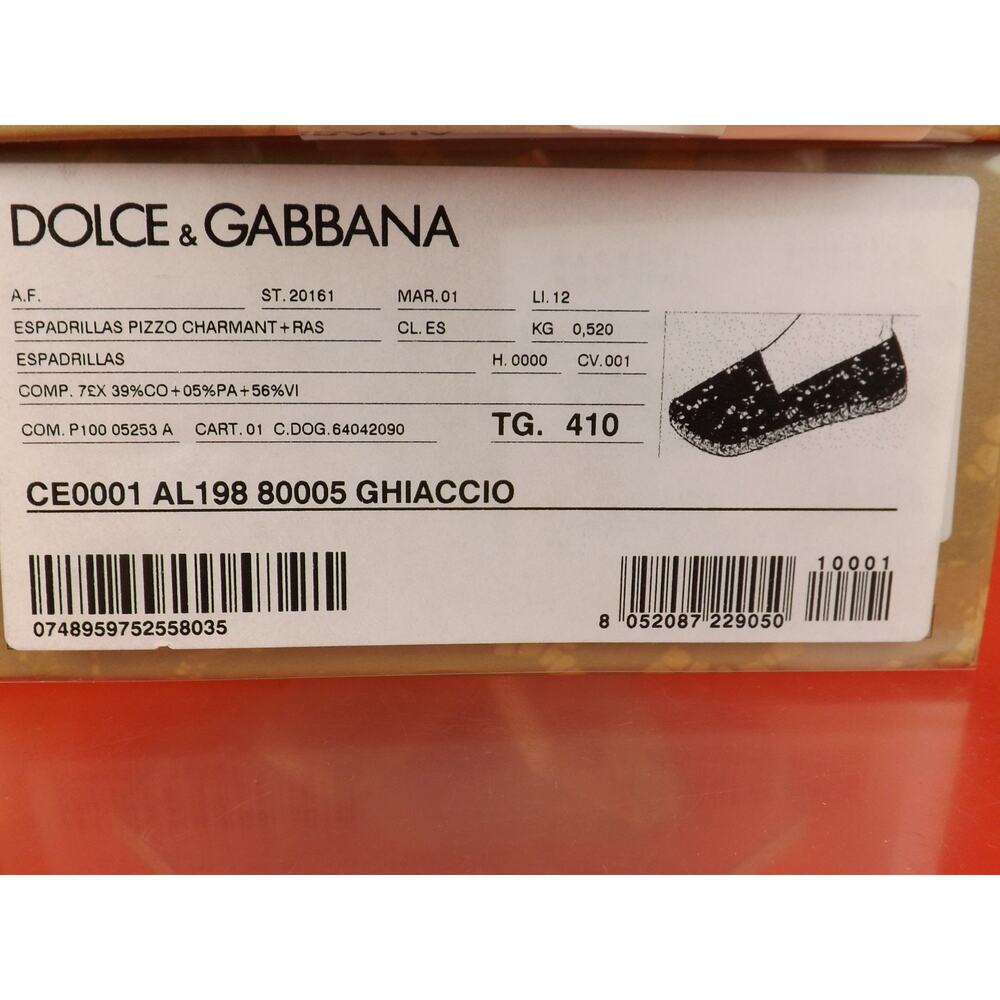 DOLCE & GABBANA
A.F. ST. 20161 MAR. 01 LI. 12
ESPADRILLAS PIZZO CHARMANT+RAS CL. ES KG 0,520
ESPADRILLAS H. 0000 CV. 001
COMP. 7£X 39%CO+05%PA+56%VI
COM. P100 05253 A CART. 01 C.DOG. 64042090 TG. 410
CE0001 AL198 80005 GHIACCIO
10001
0748959752558035
8 052087 229050